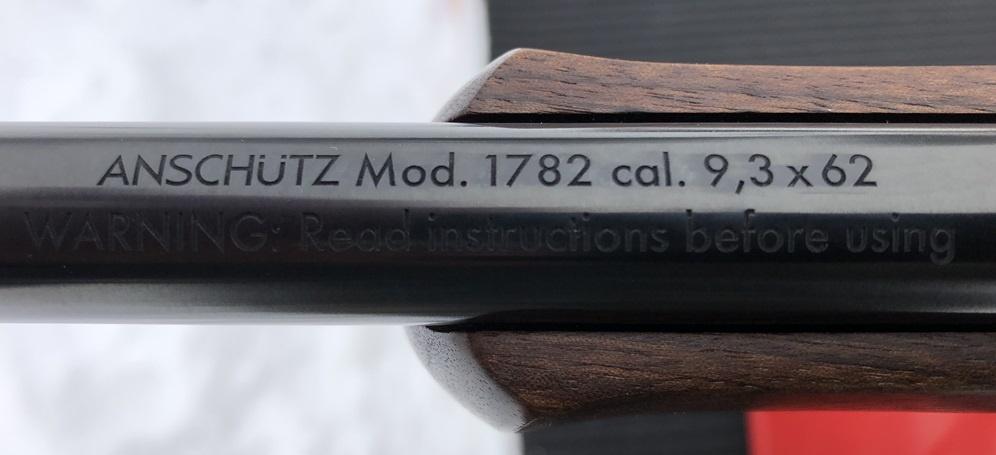 ANSCHÜTZ Mod. 1782 cal. 9,3 x 62
WARNING: Read instructions before using